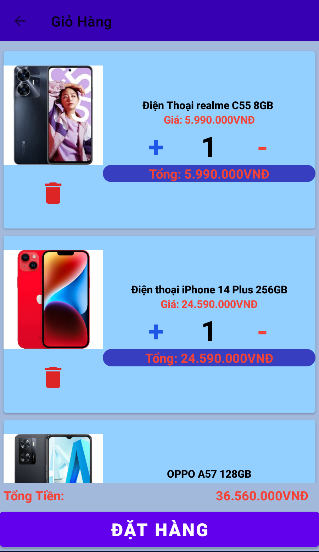 Giỏ Hàng
Điện Thoại realme C55 8GB
Giá: 5.990.000VNĐ
+ 1 -
Tổng: 5.990.000VNĐ
Điện thoại iPhone 14 Plus 256GB
Giá: 24.590.000VNĐ
+ 1 -
Tổng: 24.590.000VNĐ
OPPO A57 128GB
Tổng Tiền: 36.560.000VNĐ
ĐẶT HÀNG